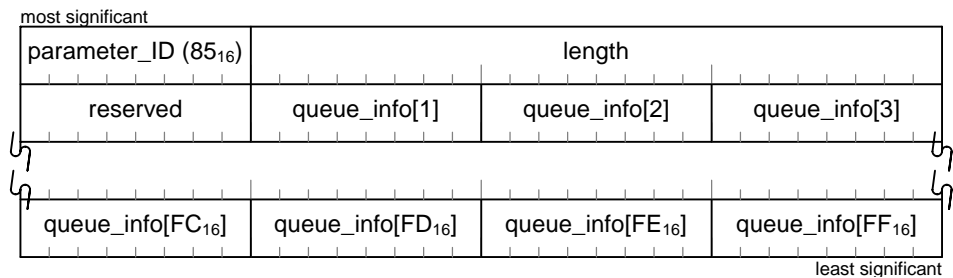 most significant
parameter_ID (85₁₆) length
reserved queue_info[1] queue_info[2] queue_info[3]
queue_info[FC₁₆] queue_info[FD₁₆] queue_info[FE₁₆] queue_info[FF₁₆]
least significant